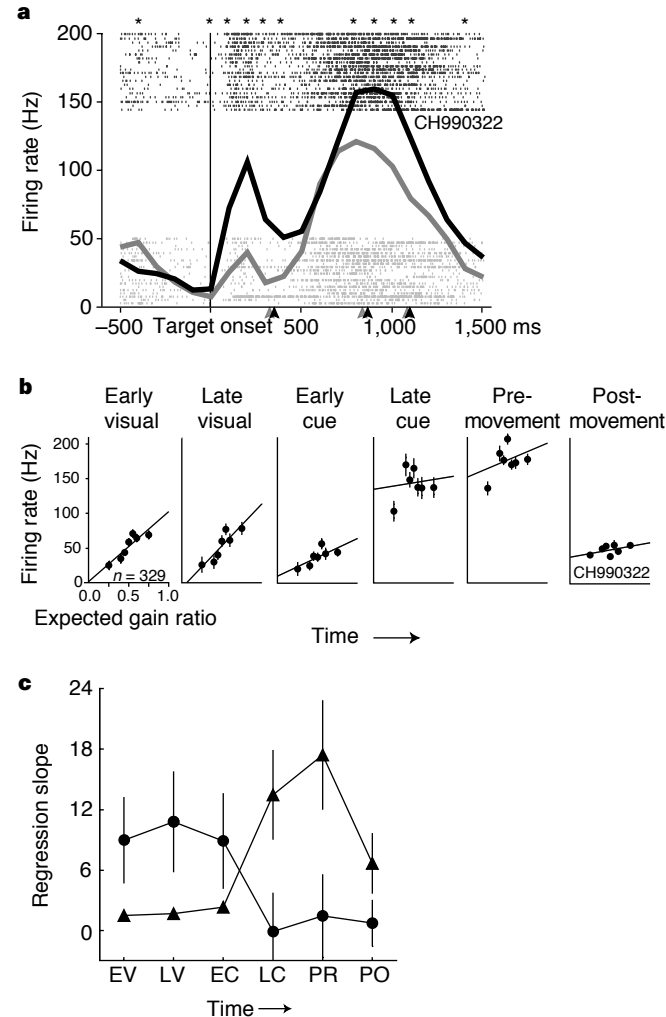 a
* * * * * * * * * * *
200
150
100
50
0
Firing rate (Hz)
CH990322
–500 Target onset 500 1,000 1,500 ms
b
Early visual
Late visual
Early cue
Late cue
Pre-movement
Post-movement
200
150
100
50
0
Firing rate (Hz)
n = 329
CH990322
0.0 0.5 1.0
Expected gain ratio
Time
c
24
18
12
6
0
Regression slope
EV LV EC LC PR PO
Time